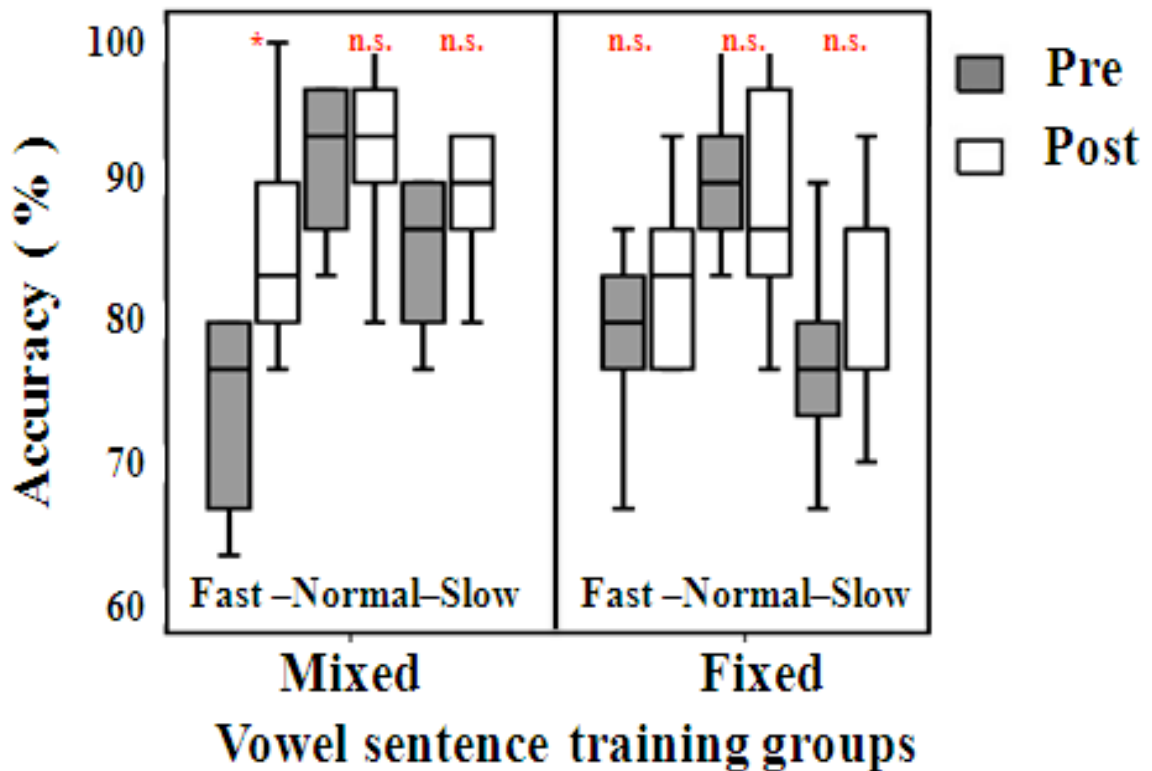 100
90
80
70
60
Accuracy ( % )
* n.s. n.s.
n.s. n.s. n.s.
Pre
Post
Fast –Normal–Slow
Fast –Normal–Slow
Mixed
Fixed
Vowel sentence training groups